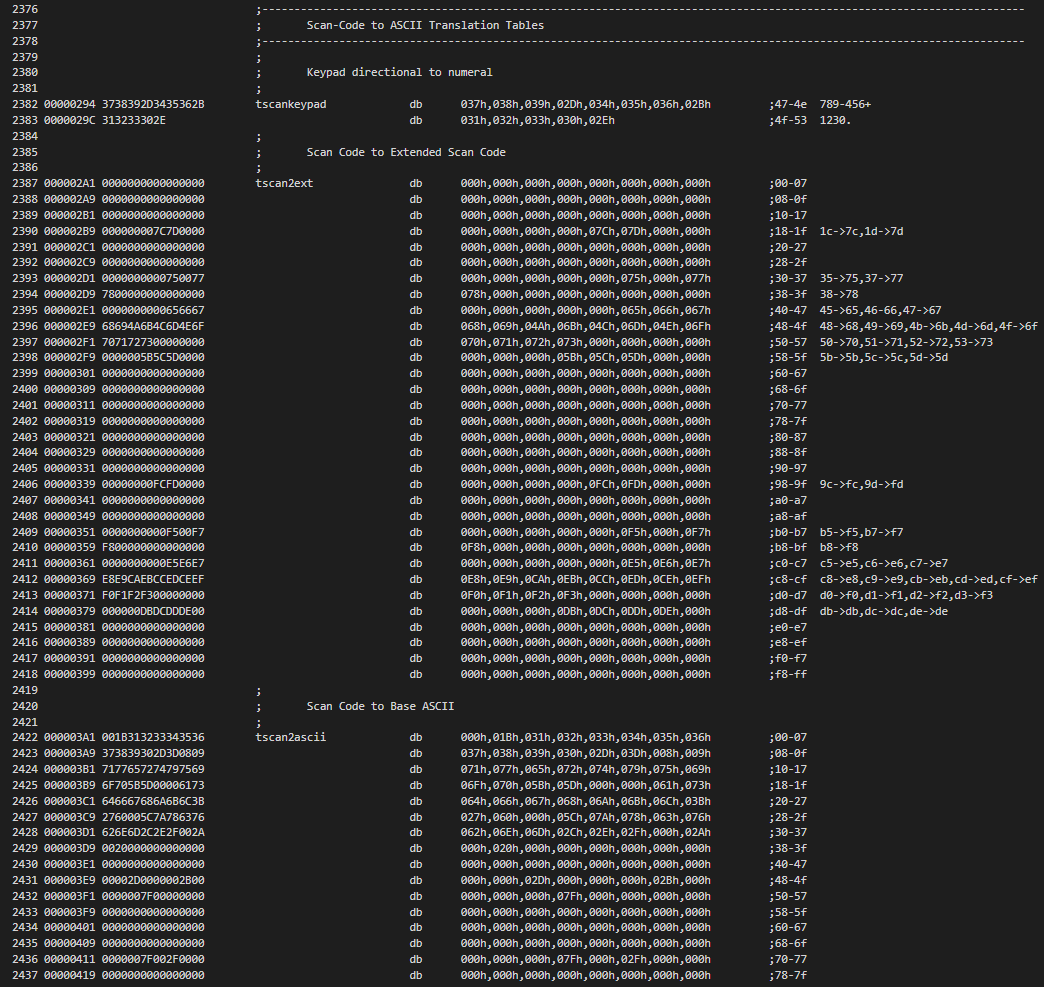 2376 ;-----------------------------------------------------------------------------------------------------------------------
2377 ; Scan-Code to ASCII Translation Tables
2378 ;-----------------------------------------------------------------------------------------------------------------------
2379 ;
2380 ; Keypad directional to numeral
2381 ;
2382 00000294 3738392D3435362B tscankeypad db 037h,038h,039h,02Dh,034h,035h,036h,02Bh ;47-4e 789-456+
2383 0000029C 313233302E db 031h,032h,033h,030h,02Eh ;4f-53 1230.
2384 ;
2385 ; Scan Code to Extended Scan Code
2386 ;
2387 000002A1 0000000000000000 tscan2ext db 000h,000h,000h,000h,000h,000h,000h,000h ;00-07
2388 000002A9 0000000000000000 db 000h,000h,000h,000h,000h,000h,000h,000h ;08-0f
2389 000002B1 0000000000000000 db 000h,000h,000h,000h,000h,000h,000h,000h ;10-17
2390 000002B9 000000007C7D0000 db 000h,000h,000h,000h,07Ch,07Dh,000h,000h ;18-1f 1c->7c,1d->7d
2391 000002C1 0000000000000000 db 000h,000h,000h,000h,000h,000h,000h,000h ;20-27
2392 000002C9 0000000000000000 db 000h,000h,000h,000h,000h,000h,000h,000h ;28-2f
2393 000002D1 0000000000750077 db 000h,000h,000h,000h,000h,075h,000h,077h ;30-37 35->75,37->77
2394 000002D9 7800000000000000 db 078h,000h,000h,000h,000h,000h,000h,000h ;38-3f 38->78
2395 000002E1 0000000000656667 db 000h,000h,000h,000h,000h,065h,066h,067h ;40-47 45->65,46-66,47->67
2396 000002E9 68694A6B4C6D4E6F db 068h,069h,04Ah,06Bh,04Ch,06Dh,04Eh,06Fh ;48-4f 48->68,49->69,4b->6b,4d->6d,4f->6f
2397 000002F1 7071727300000000 db 070h,071h,072h,073h,000h,000h,000h,000h ;50-57 50->70,51->71,52->72,53->73
2398 000002F9 0000005B5C5D0000 db 000h,000h,000h,05Bh,05Ch,05Dh,000h,000h ;58-5f 5b->5b,5c->5c,5d->5d
2399 00000301 0000000000000000 db 000h,000h,000h,000h,000h,000h,000h,000h ;60-67
2400 00000309 0000000000000000 db 000h,000h,000h,000h,000h,000h,000h,000h ;68-6f
2401 00000311 0000000000000000 db 000h,000h,000h,000h,000h,000h,000h,000h ;70-77
2402 00000319 0000000000000000 db 000h,000h,000h,000h,000h,000h,000h,000h ;78-7f
2403 00000321 0000000000000000 db 000h,000h,000h,000h,000h,000h,000h,000h ;80-87
2404 00000329 0000000000000000 db 000h,000h,000h,000h,000h,000h,000h,000h ;88-8f
2405 00000331 0000000000000000 db 000h,000h,000h,000h,000h,000h,000h,000h ;90-97
2406 00000339 00000000FCFD0000 db 000h,000h,000h,000h,0FCh,0FDh,000h,000h ;98-9f 9c->fc,9d->fd
2407 00000341 0000000000000000 db 000h,000h,000h,000h,000h,000h,000h,000h ;a0-a7
2408 00000349 0000000000000000 db 000h,000h,000h,000h,000h,000h,000h,000h ;a8-af
2409 00000351 0000000000F500F7 db 000h,000h,000h,000h,000h,0F5h,000h,0F7h ;b0-b7 b5->f5,b7->f7
2410 00000359 F800000000000000 db 0F8h,000h,000h,000h,000h,000h,000h,000h ;b8-bf b8->f8
2411 00000361 0000000000E5E6E7 db 000h,000h,000h,000h,000h,0E5h,0E6h,0E7h ;c0-c7 c5->e5,c6->e6,c7->e7
2412 00000369 E8E9CAEBCCEDCEEF db 0E8h,0E9h,0CAh,0EBh,0CCh,0EDh,0CEh,0EFh ;c8-cf c8->e8,c9->e9,cb->eb,cd->ed,cf->ef
2413 00000371 F0F1F2F300000000 db 0F0h,0F1h,0F2h,0F3h,000h,000h,000h,000h ;d0-d7 d0->f0,d1->f1,d2->f2,d3->f3
2414 00000379 000000DBDCDDDE00 db 000h,000h,000h,0DBh,0DCh,0DDh,0DEh,000h ;d8-df db->db,dc->dc,de->de
2415 00000381 0000000000000000 db 000h,000h,000h,000h,000h,000h,000h,000h ;e0-e7
2416 00000389 0000000000000000 db 000h,000h,000h,000h,000h,000h,000h,000h ;e8-ef
2417 00000391 0000000000000000 db 000h,000h,000h,000h,000h,000h,000h,000h ;f0-f7
2418 00000399 0000000000000000 db 000h,000h,000h,000h,000h,000h,000h,000h ;f8-ff
2419 ;
2420 ; Scan Code to Base ASCII
2421 ;
2422 000003A1 001B313233343536 tscan2ascii db 000h,01Bh,031h,032h,033h,034h,035h,036h ;00-07
2423 000003A9 373839302D3D0809 db 037h,038h,039h,030h,02Dh,03Dh,008h,009h ;08-0f
2424 000003B1 7177657274797569 db 071h,077h,065h,072h,074h,079h,075h,069h ;10-17
2425 000003B9 6F705B5D00006173 db 06Fh,070h,05Bh,05Dh,000h,000h,061h,073h ;18-1f
2426 000003C1 646667686A6B6C3B db 064h,066h,067h,068h,06Ah,06Bh,06Ch,03Bh ;20-27
2427 000003C9 2760005C7A786376 db 027h,060h,000h,05Ch,07Ah,078h,063h,076h ;28-2f
2428 000003D1 626E6D2C2E2F002A db 062h,06Eh,06Dh,02Ch,02Eh,02Fh,000h,02Ah ;30-37
2429 000003D9 0020000000000000 db 000h,020h,000h,000h,000h,000h,000h,000h ;38-3f
2430 000003E1 0000000000000000 db 000h,000h,000h,000h,000h,000h,000h,000h ;40-47
2431 000003E9 00002D0000002B00 db 000h,000h,02Dh,000h,000h,000h,02Bh,000h ;48-4f
2432 000003F1 0000007F00000000 db 000h,000h,000h,07Fh,000h,000h,000h,000h ;50-57
2433 000003F9 0000000000000000 db 000h,000h,000h,000h,000h,000h,000h,000h ;58-5f
2434 00000401 0000000000000000 db 000h,000h,000h,000h,000h,000h,000h,000h ;60-67
2435 00000409 0000000000000000 db 000h,000h,000h,000h,000h,000h,000h,000h ;68-6f
2436 00000411 0000007F002F0000 db 000h,000h,000h,07Fh,000h,02Fh,000h,000h ;70-77
2437 00000419 0000000000000000 db 000h,000h,000h,000h,000h,000h,000h,000h ;78-7f